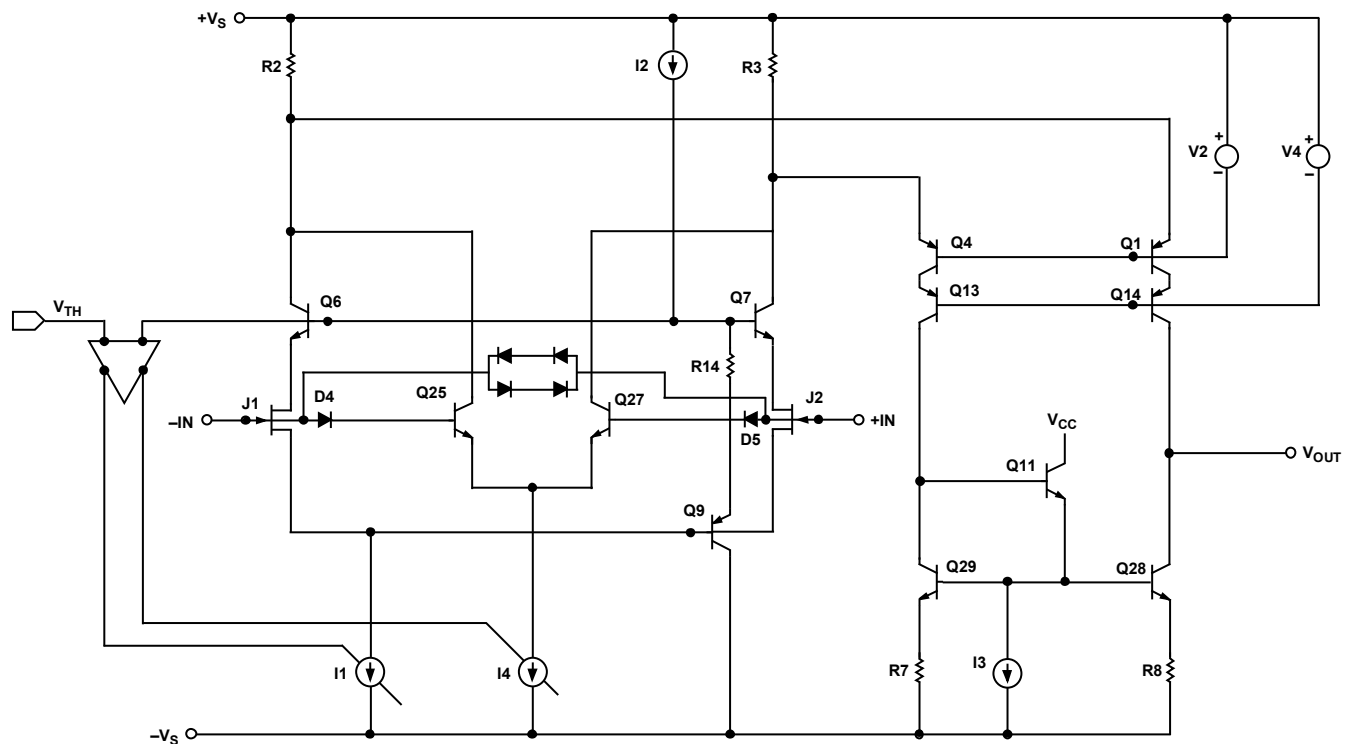 +VS
R2
I2
R3
V2
+
–
V4
+
–
Q4
Q1
Q13
Q14
VTH
Q6
Q7
R14
J1
D4
Q25
Q27
D5
J2
–IN
+IN
VCC
Q11
VOUT
Q9
Q29
Q28
I1
I4
R7
I3
R8
–VS